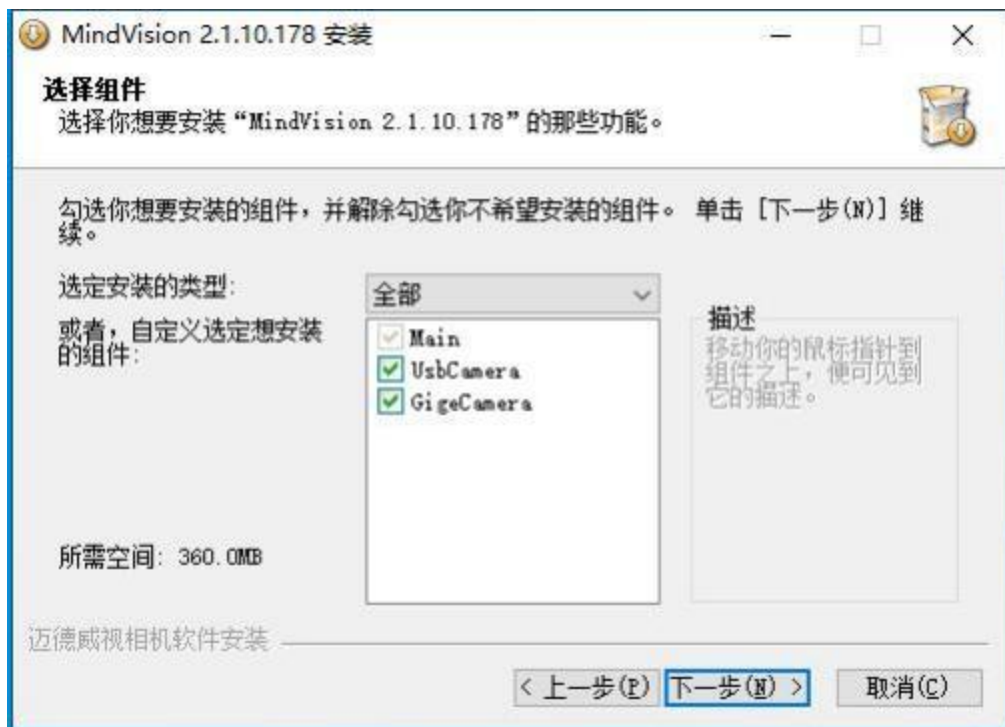 MindVision 2.1.10.178 安装
选择组件
选择你想要安装“MindVision 2.1.10.178”的那些功能。
勾选你想要安装的组件，并解除勾选你不希望安装的组件。 单击 [下一步(N)] 继
续。
选定安装的类型:
全部
或者，自定义选定想安装
的组件:
Main
UsbCamera
GigeCamera
描述
移动你的鼠标指针到
组件之上，便可见到
它的描述。
所需空间: 360.0MB
迈德威视相机软件安装
< 上一步(P)
下一步(N) >
取消(C)